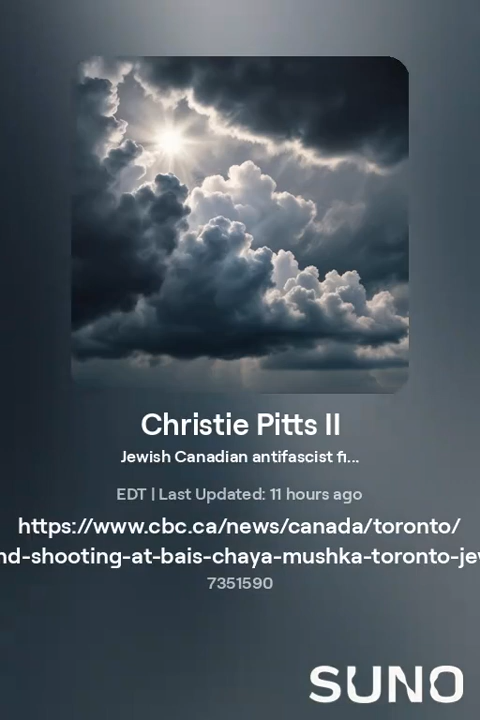 Christie Pitts II
Jewish Canadian antifascist fi...
EDT | Last Updated: 11 hours ago
https://www.cbc.ca/news/canada/toronto/
nd-shooting-at-bais-chaya-mushka-toronto-jew
7351590
SUNO